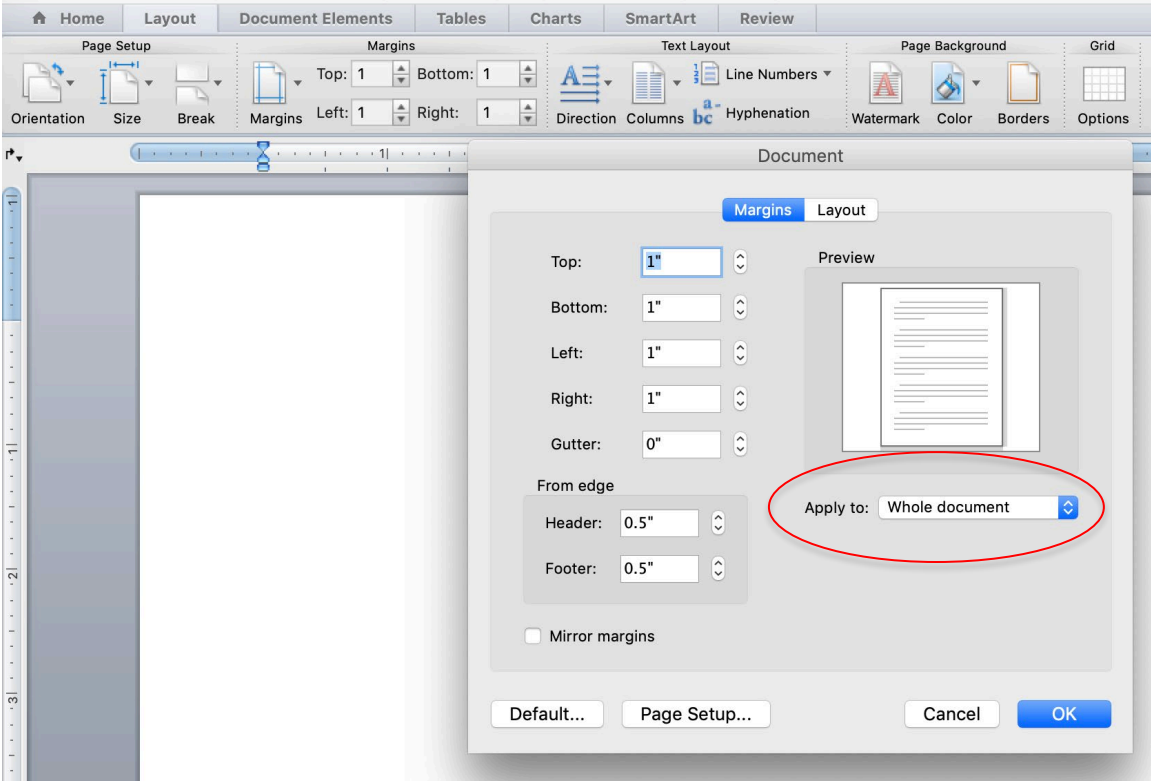 Home Layout Document Elements Tables Charts SmartArt Review
Page Setup Margins Text Layout Page Background Grid
Top: 1 Bottom: 1 Line Numbers
Left: 1 Right: 1 Hyphenation
Orientation Size Break Margins Direction Columns Watermark Color Borders Options
Document
Margins Layout
Top: 1"
Bottom: 1"
Left: 1"
Right: 1"
Gutter: 0"
From edge
Header: 0.5"
Footer: 0.5"
Mirror margins
Preview
Apply to: Whole document
Default... Page Setup... Cancel OK